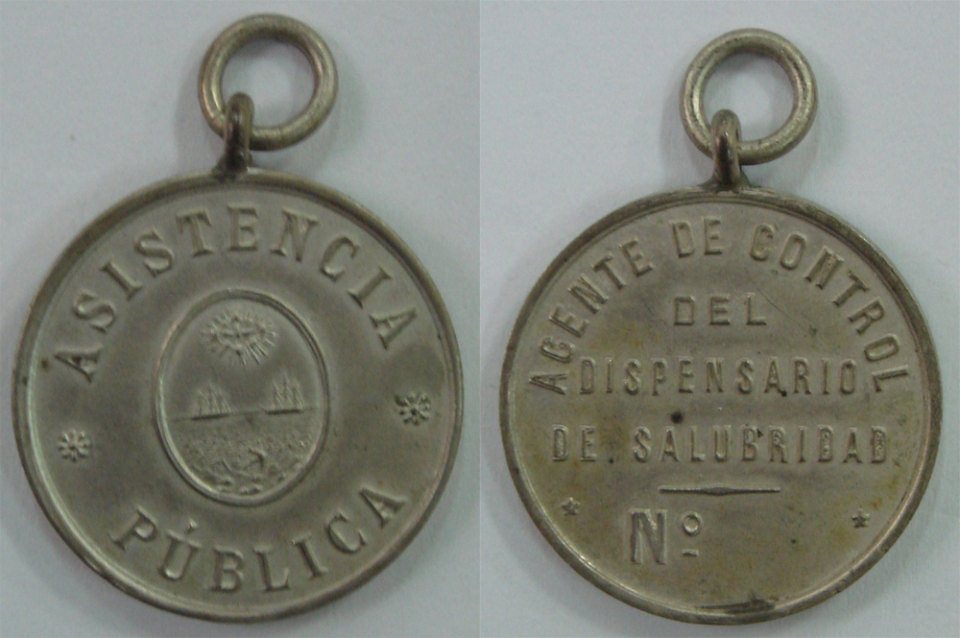 ASISTENCIA
PÚBLICA
AGENTE DE CONTROL
DEL
DISPENSARIO
DE SALUBRIDAD
Nº